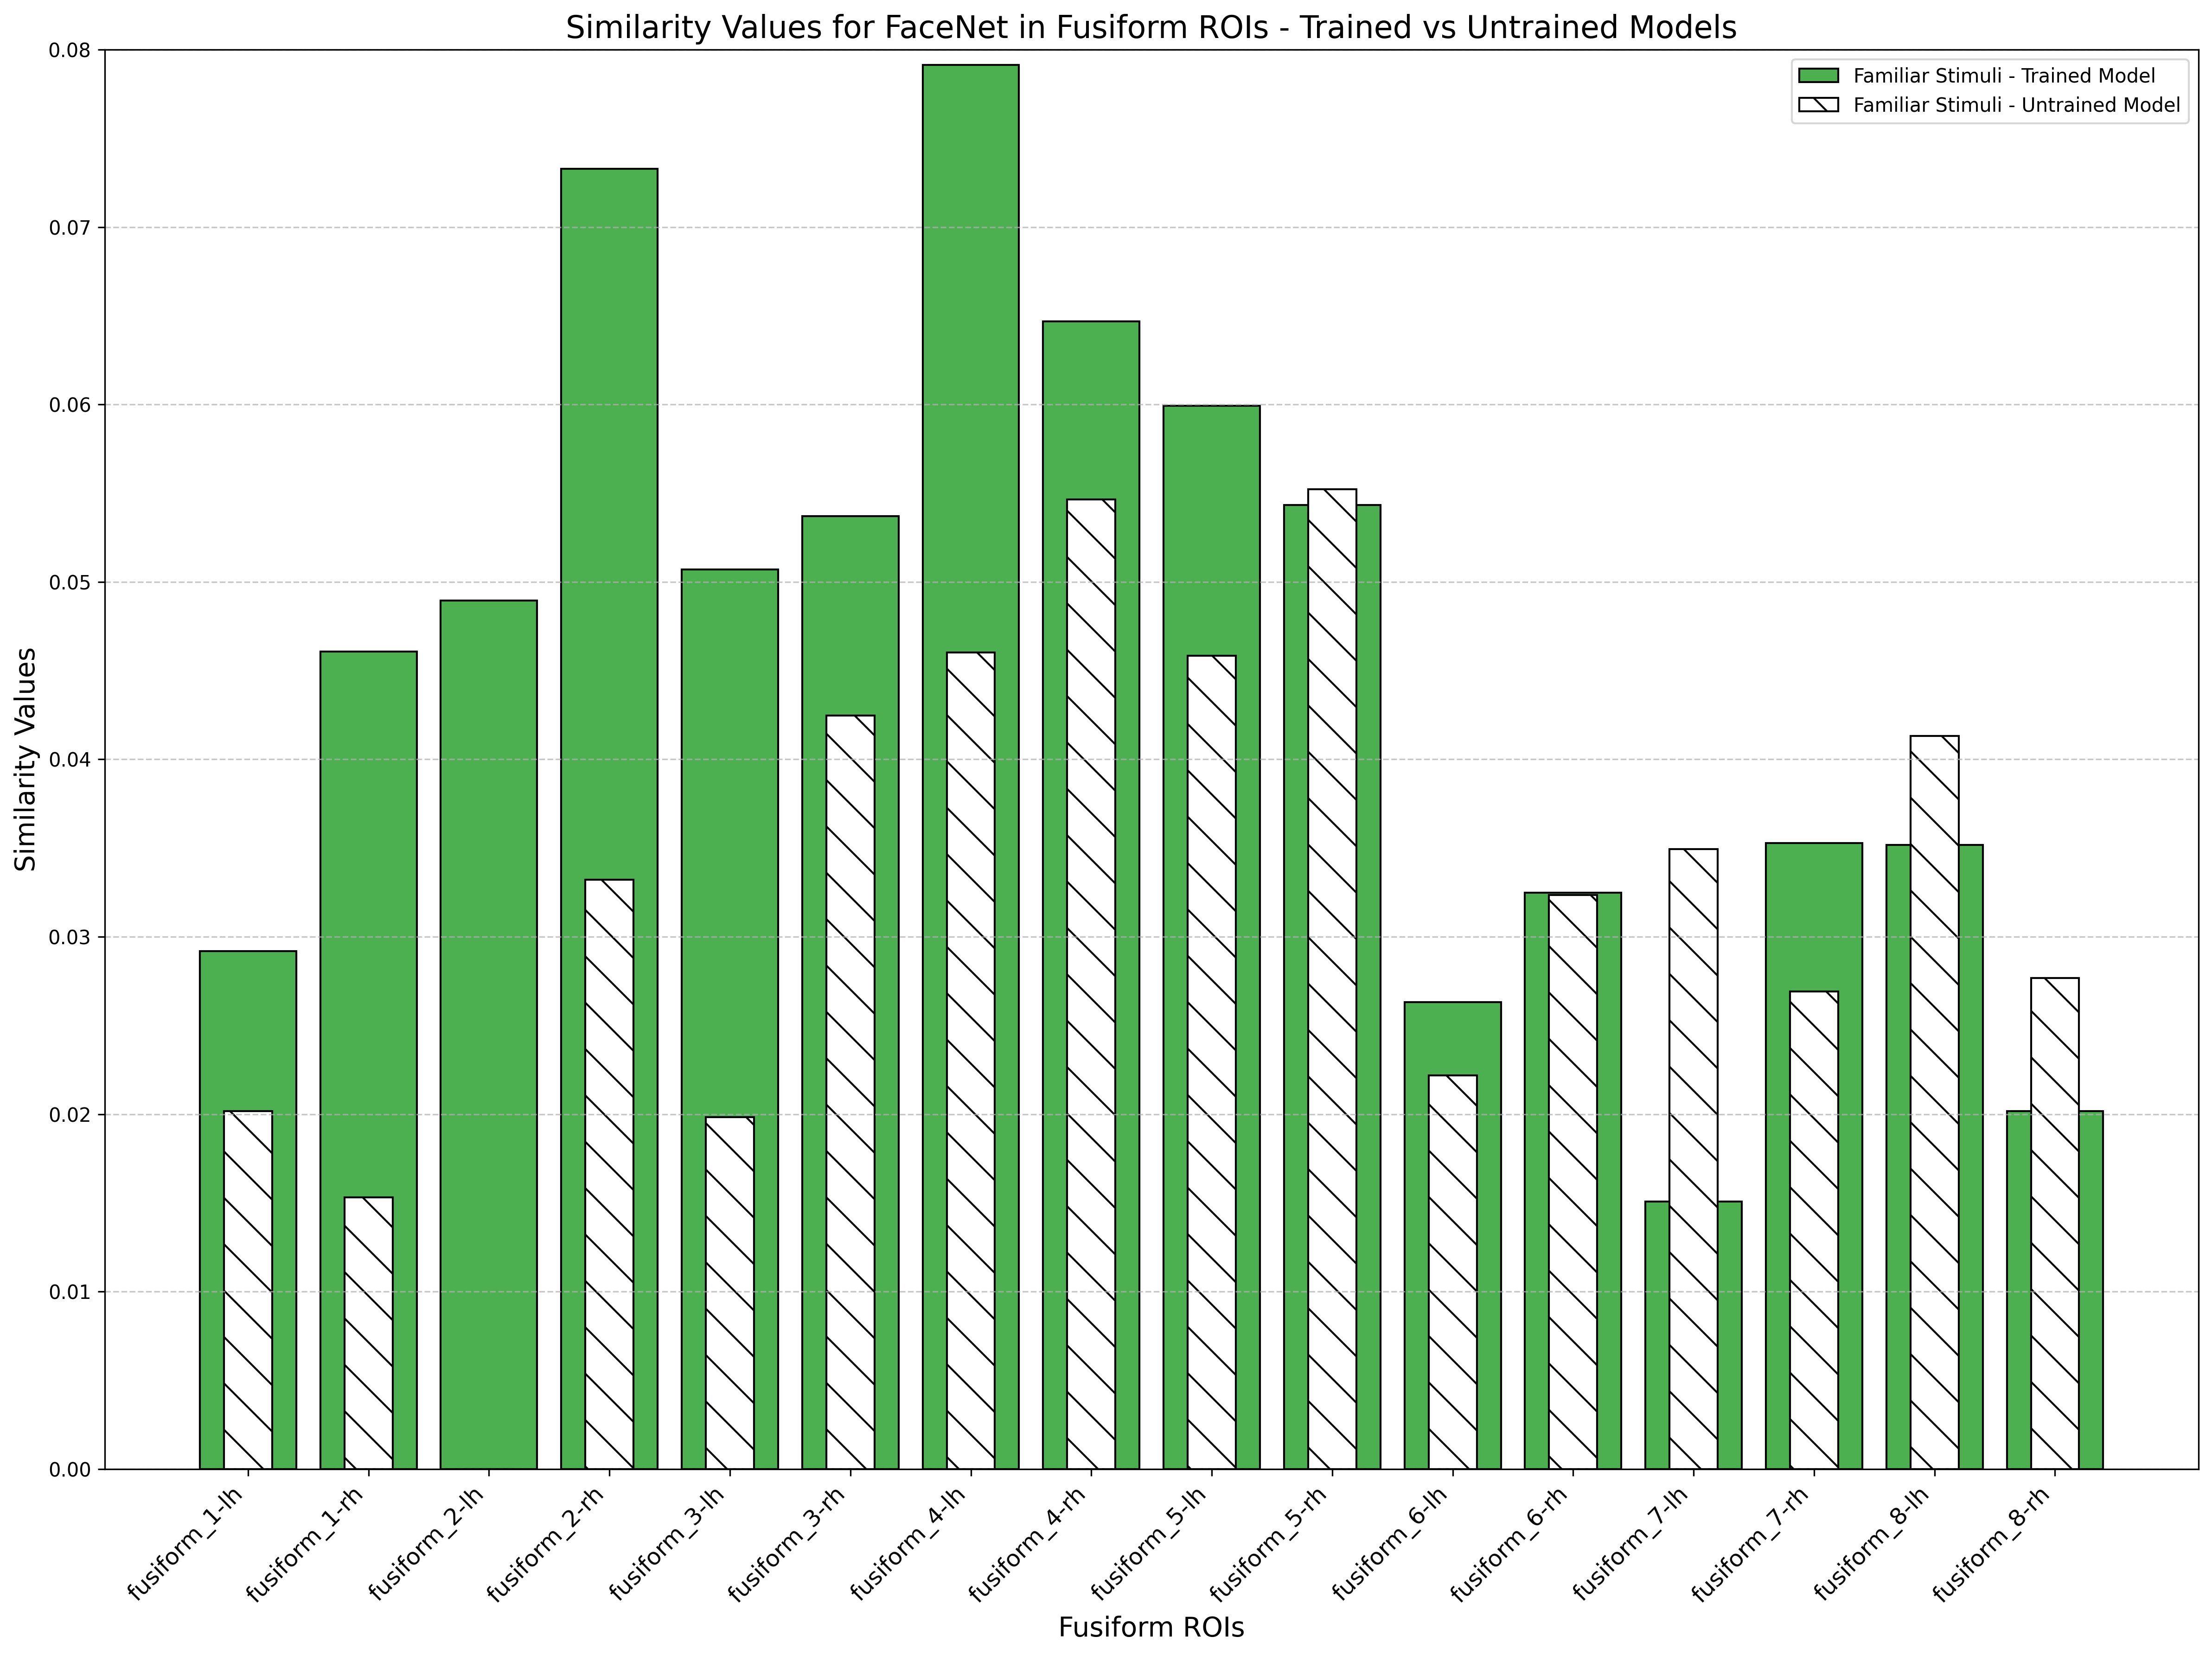 Similarity Values for FaceNet in Fusiform ROIs - Trained vs Untrained Models
Familiar Stimuli - Trained Model
Familiar Stimuli - Untrained Model
Similarity Values
0.08
0.07
0.06
0.05
0.04
0.03
0.02
0.01
0.00
fusiform_1-lh
fusiform_1-rh
fusiform_2-lh
fusiform_2-rh
fusiform_3-lh
fusiform_3-rh
fusiform_4-lh
fusiform_4-rh
fusiform_5-lh
fusiform_5-rh
fusiform_6-lh
fusiform_6-rh
fusiform_7-lh
fusiform_7-rh
fusiform_8-lh
fusiform_8-rh
Fusiform ROIs